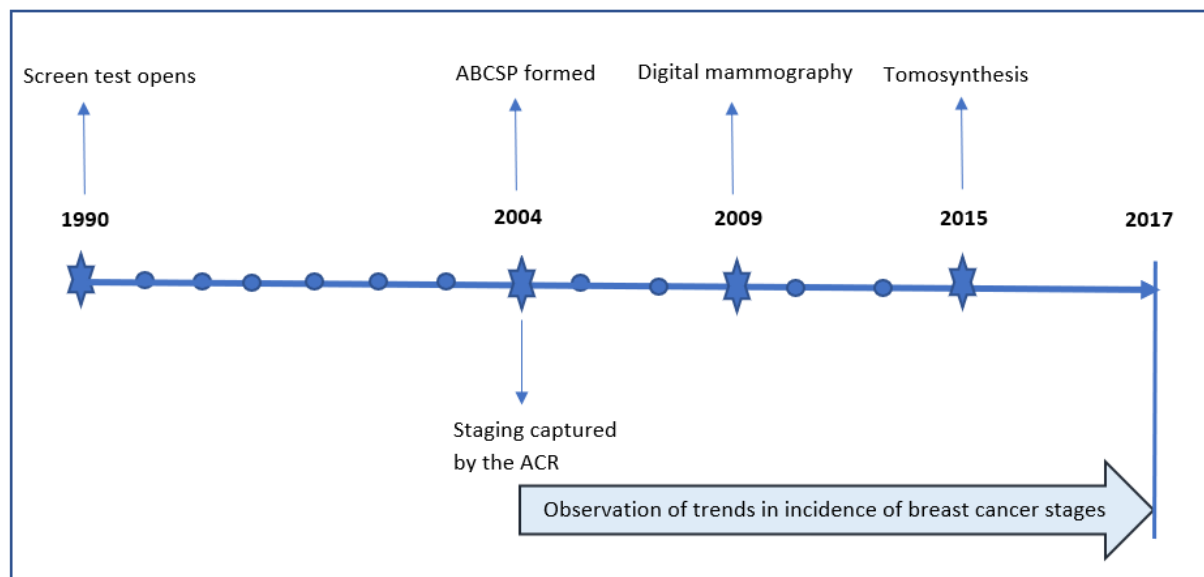 Screen test opens
ABCSP formed
Digital mammography
Tomosynthesis
1990
2004
2009
2015
2017
Staging captured
by the ACR
Observation of trends in incidence of breast cancer stages